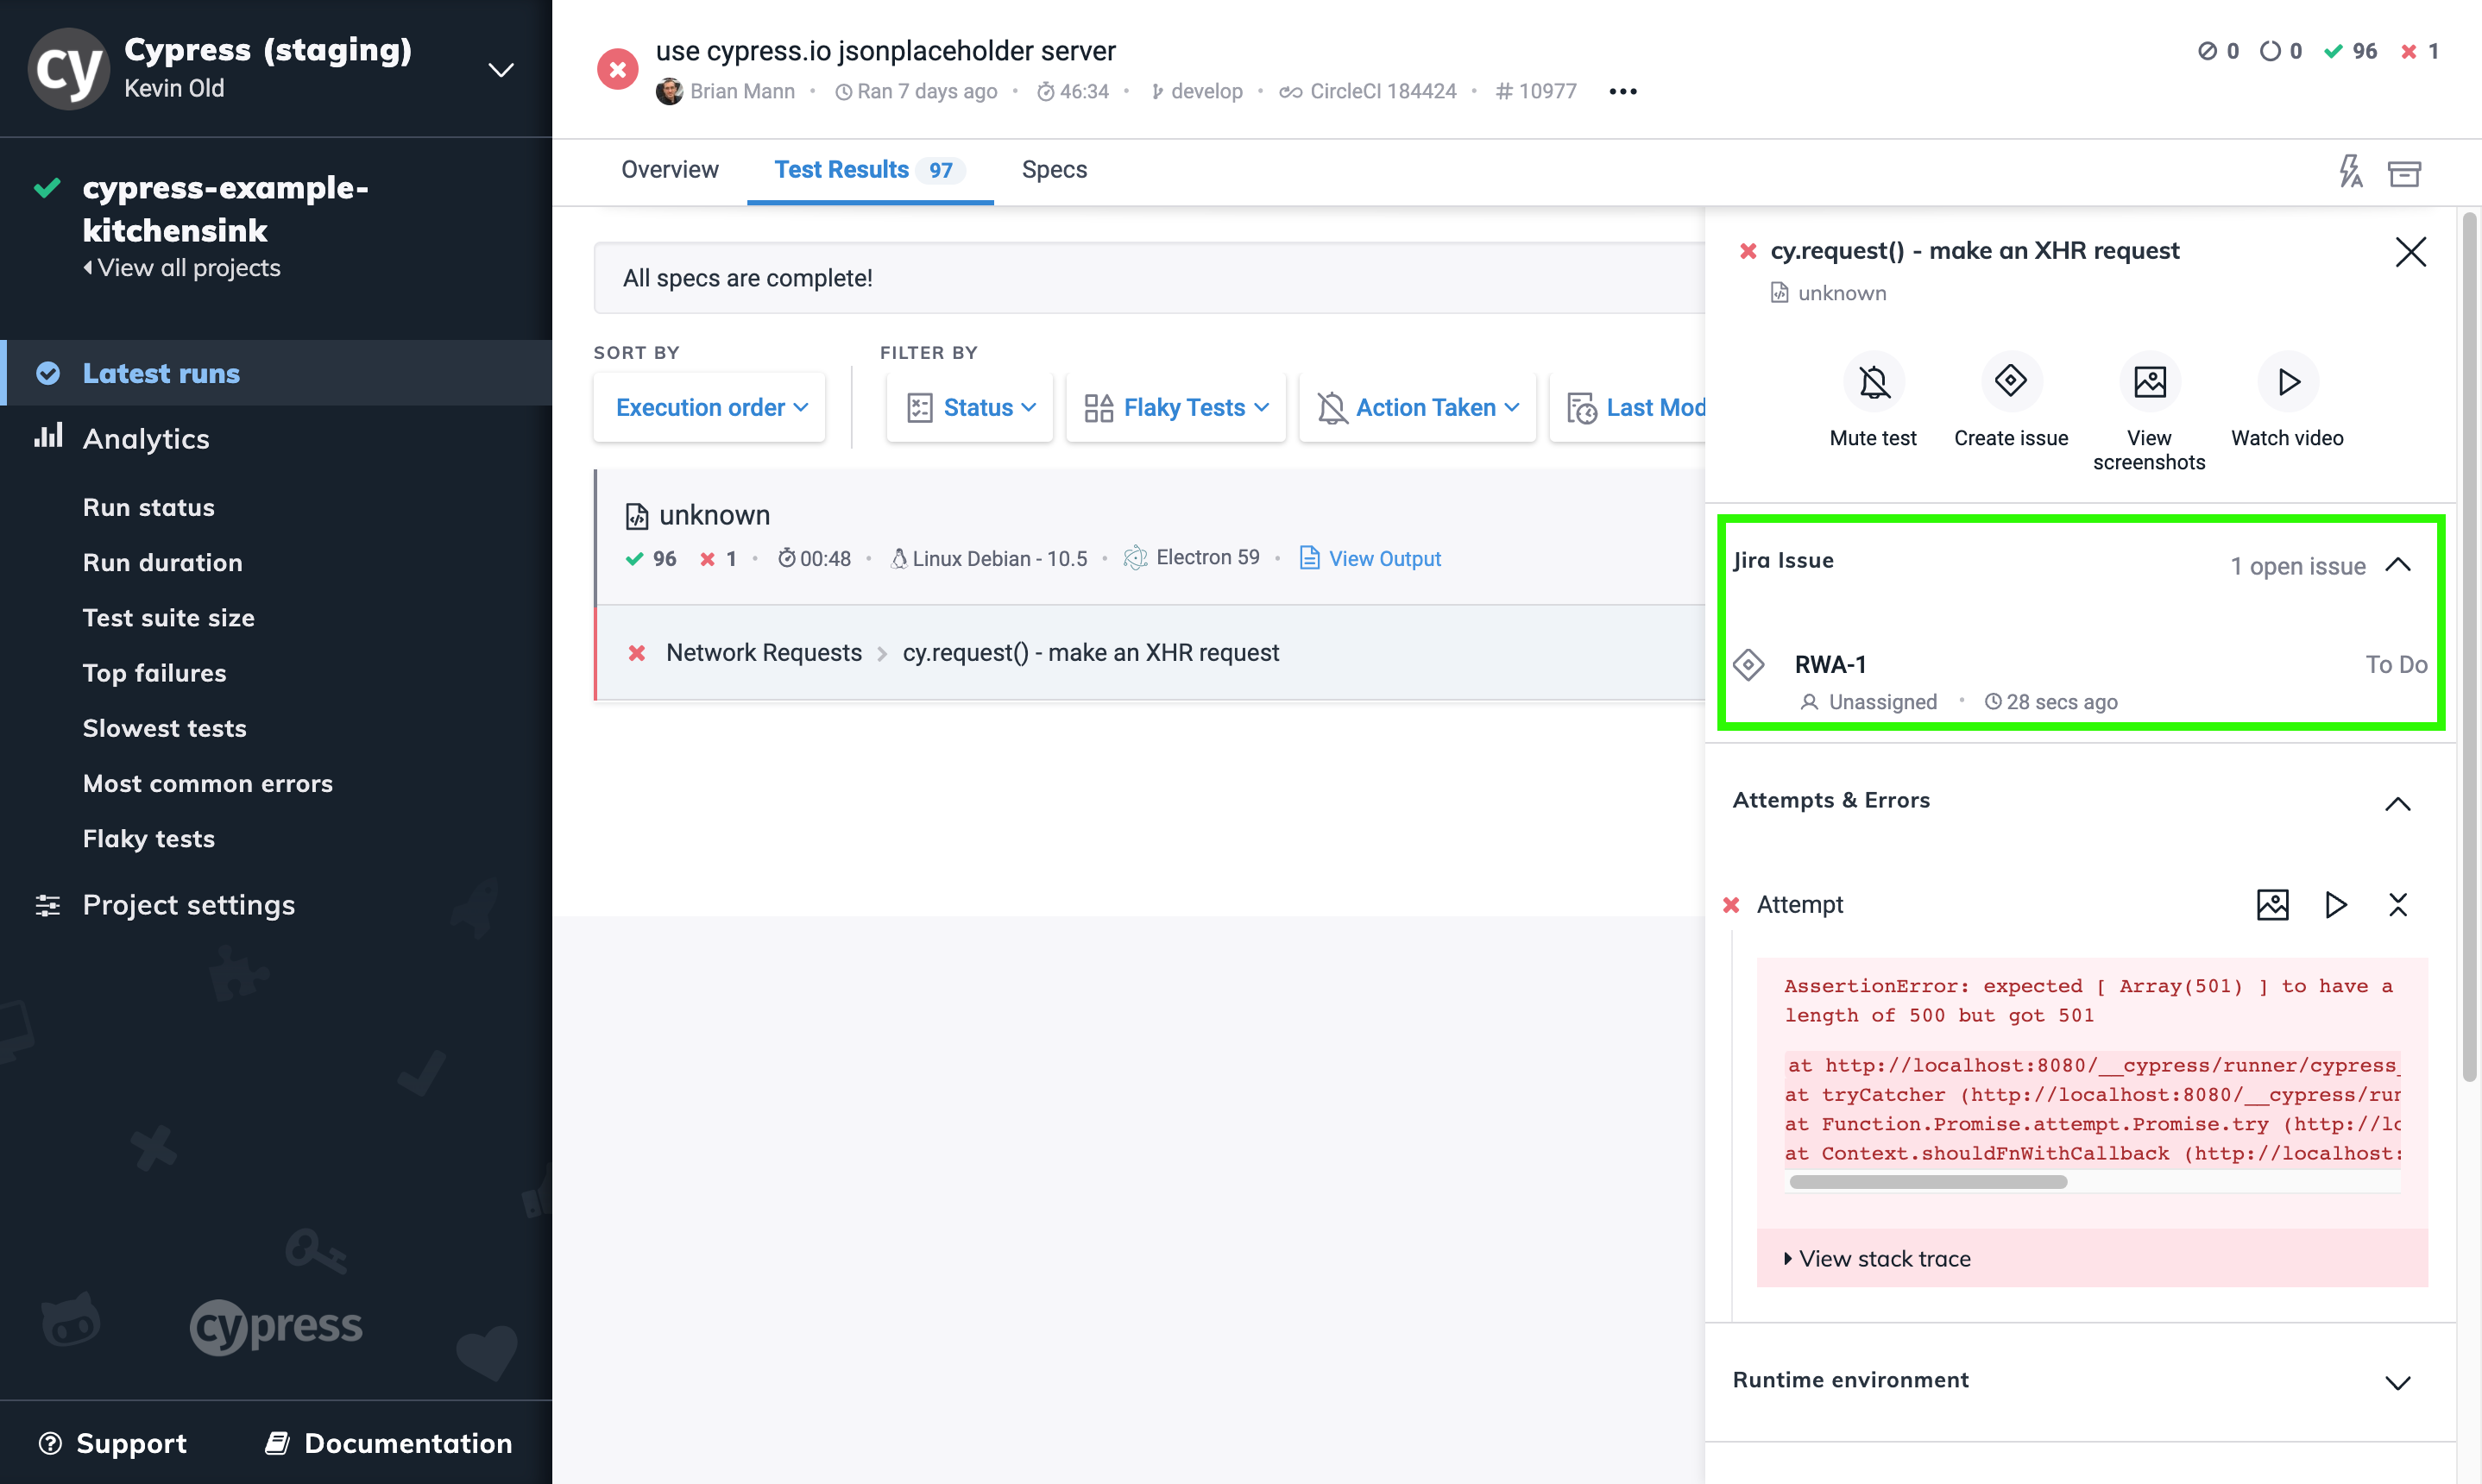 cy
Cypress (staging)
Kevin Old
cypress-example-
kitchensink
View all projects
Latest runs
Analytics
Run status
Run duration
Test suite size
Top failures
Slowest tests
Most common errors
Flaky tests
Project settings
cypress
Support
Documentation
use cypress.io jsonplaceholder server
Brian Mann • Ran 7 days ago • 46:34 • develop • CircleCI 184424 • # 10977
0 0 96 1
Overview Test Results 97 Specs
All specs are complete!
SORT BY FILTER BY
Execution order Status Flaky Tests Action Taken Last Mod
unknown
96 1 • 00:48 • Linux Debian - 10.5 • Electron 59 • View Output
Network Requests > cy.request() - make an XHR request
cy.request() - make an XHR request
unknown
Mute test
Create issue
View
screenshots
Watch video
Jira Issue 1 open issue
RWA-1 To Do
Unassigned • 28 secs ago
Attempts & Errors
Attempt
AssertionError: expected [ Array(501) ] to have a
length of 500 but got 501
at http://localhost:8080/__cypress/runner/cypress_
at tryCatcher (http://localhost:8080/__cypress/run
at Function.Promise.attempt.Promise.try (http://lo
at Context.shouldFnWithCallback (http://localhost:
View stack trace
Runtime environment